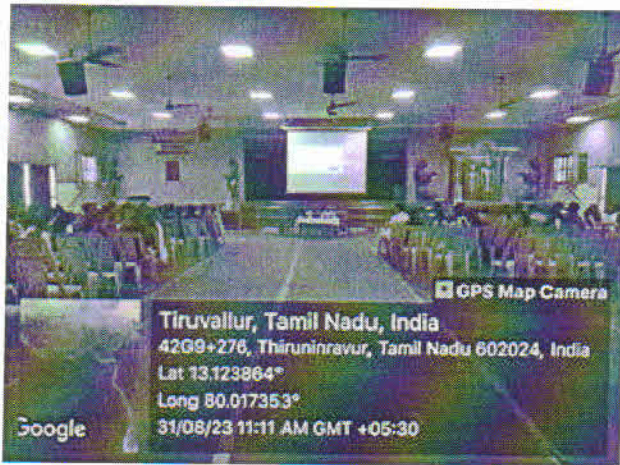 GPS Map Camera
Tiruvallur, Tamil Nadu, India
42G9+276, Thiruninravur, Tamil Nadu 602024, India
Lat 13.123864°
Long 80.017353°
31/08/23 11:11 AM GMT +05:30
Google